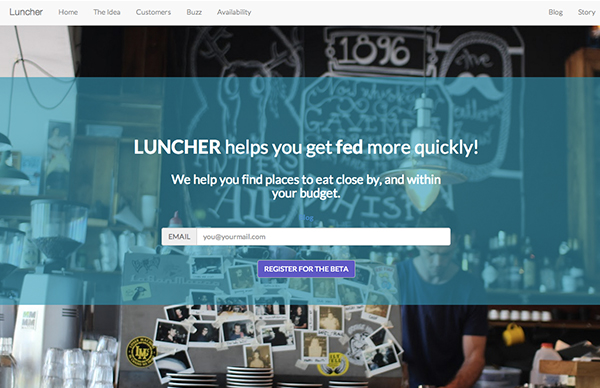 Luncher Home The Idea Customers Buzz Availability Blog Story
1896
LUNCHER helps you get fed more quickly!
We help you find places to eat close by, and within
your budget.
EMAIL you@yourmail.com
REGISTER FOR THE BETA